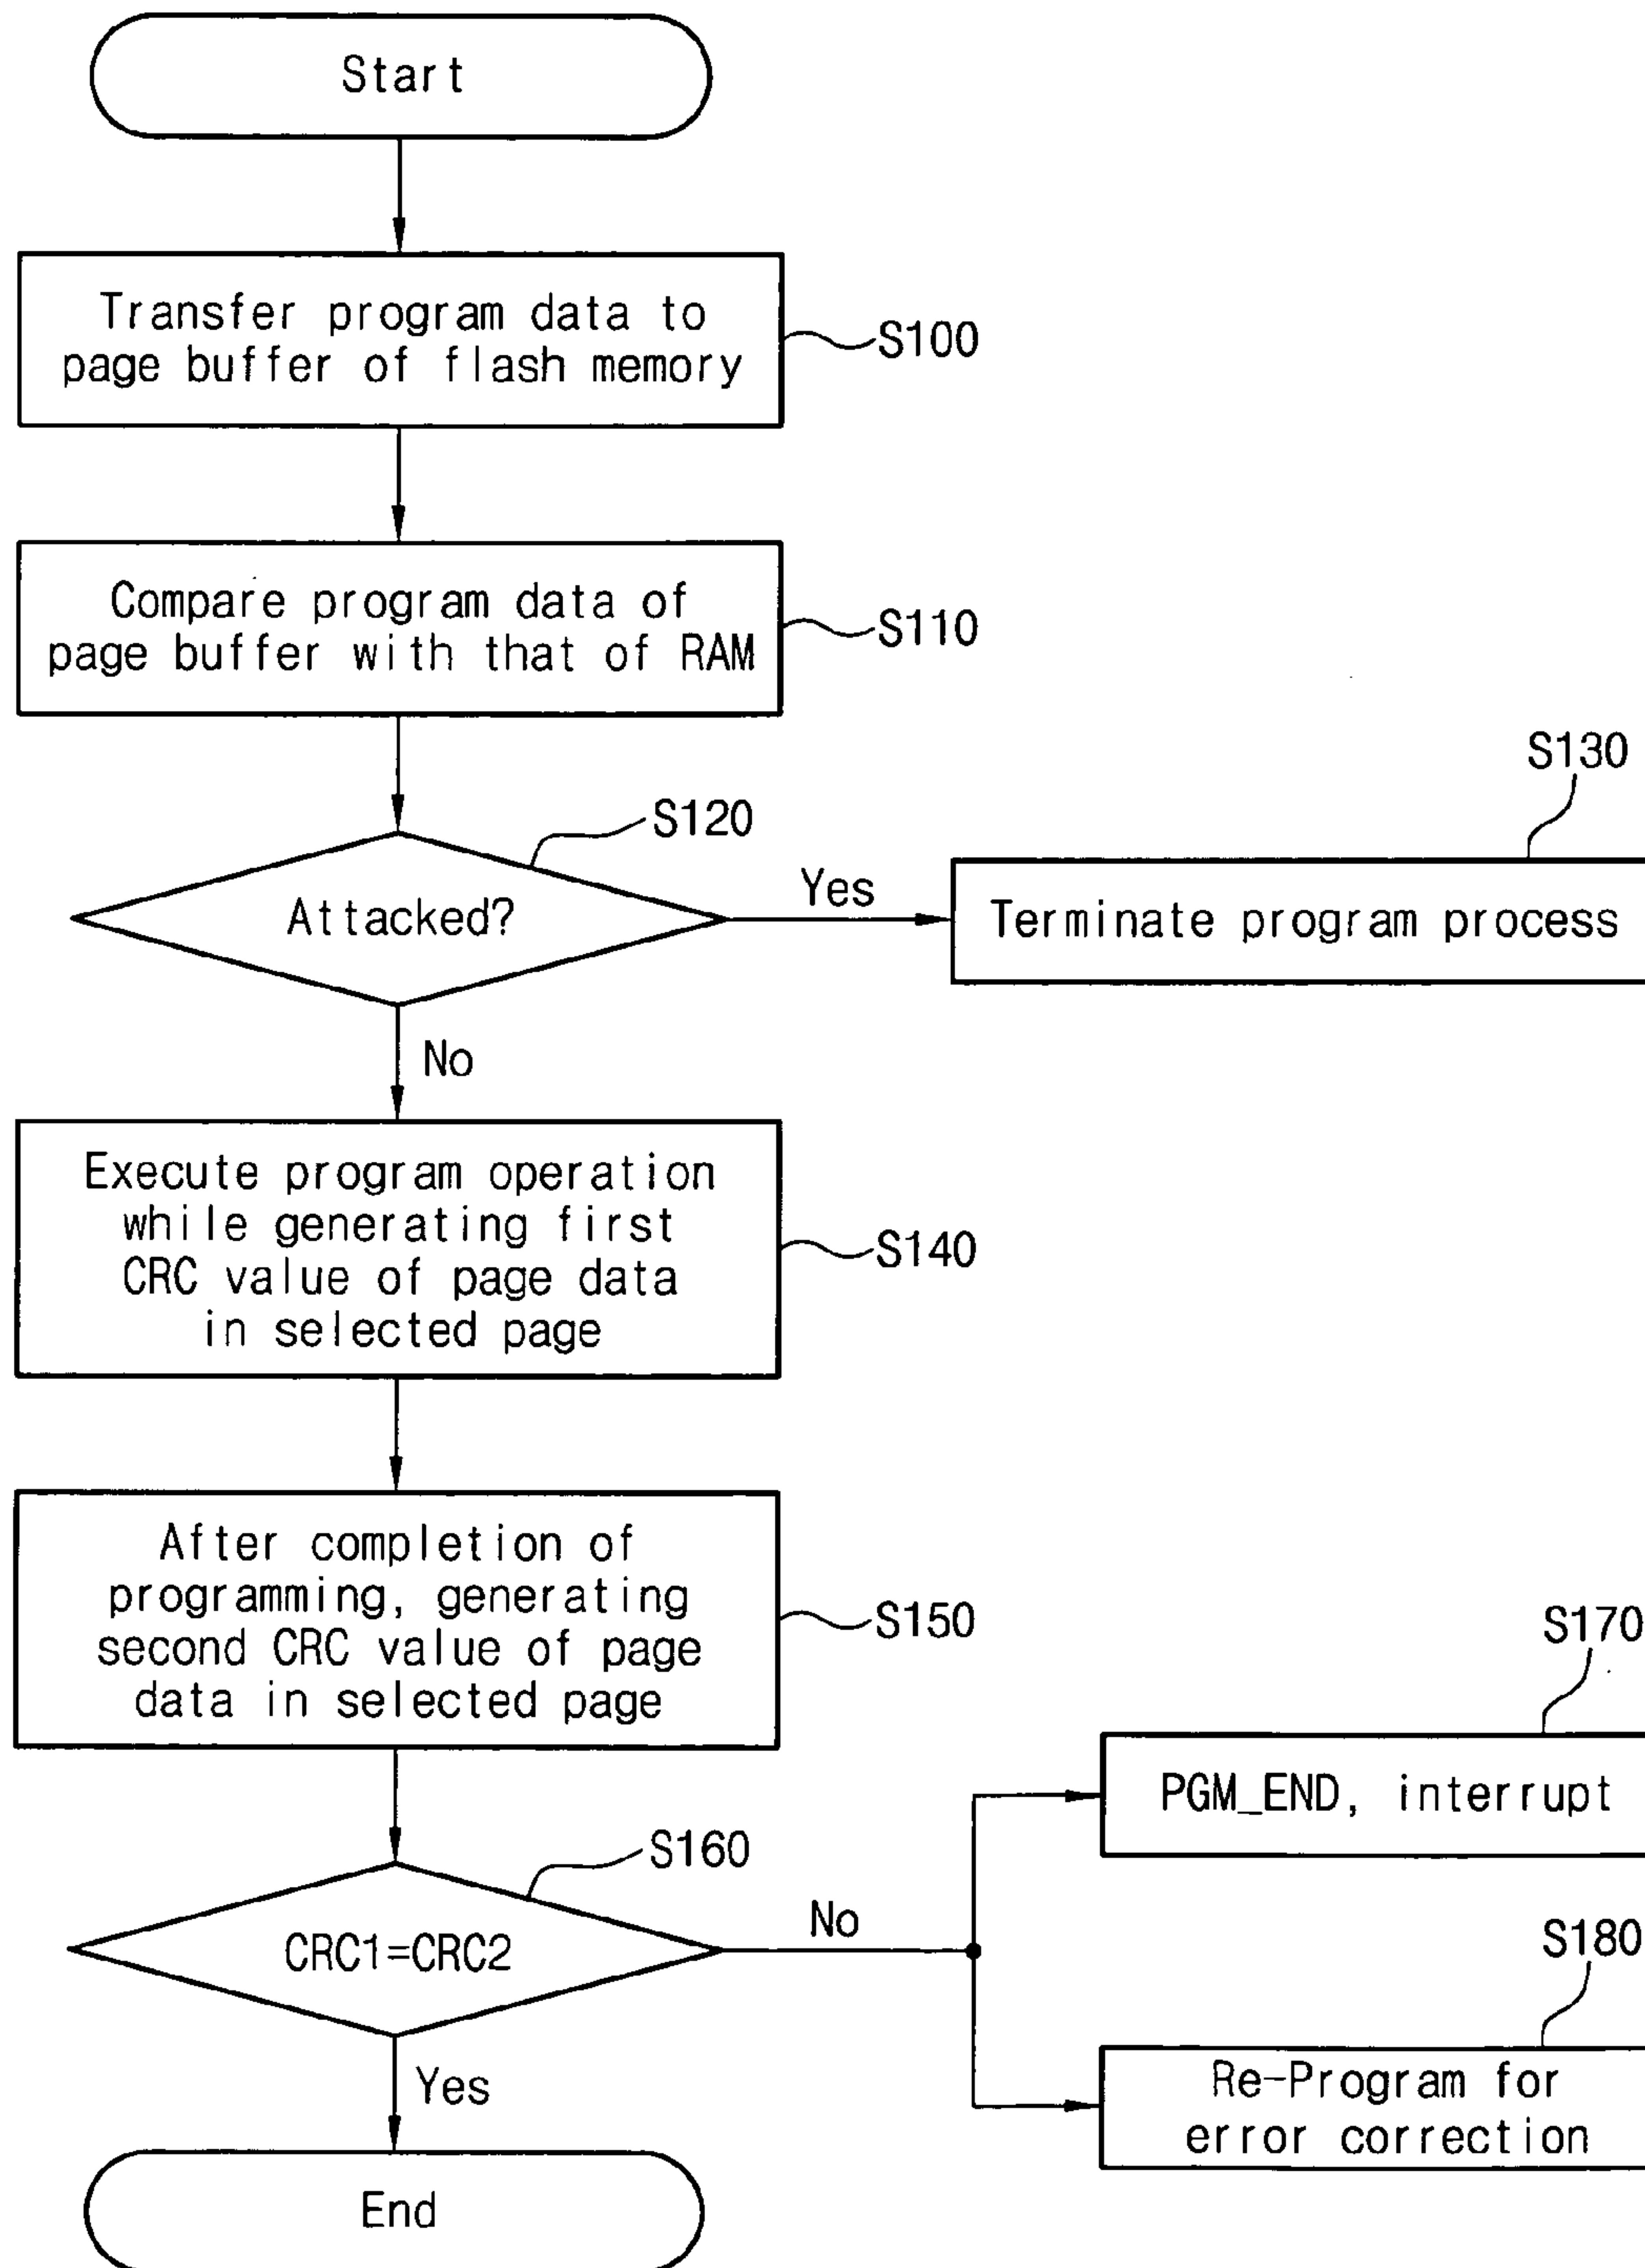 Start
Transfer program data to
page buffer of flash memory
S100
Compare program data of
page buffer with that of RAM
S110
S120
Attacked?
Yes
S130
Terminate program process
No
Execute program operation
while generating first
CRC value of page data
in selected page
S140
After completion of
programming, generating
second CRC value of page
data in selected page
S150
S160
CRC1=CRC2
No
S170
PGM_END, interrupt
S180
Re-Program for
error correction
Yes
End